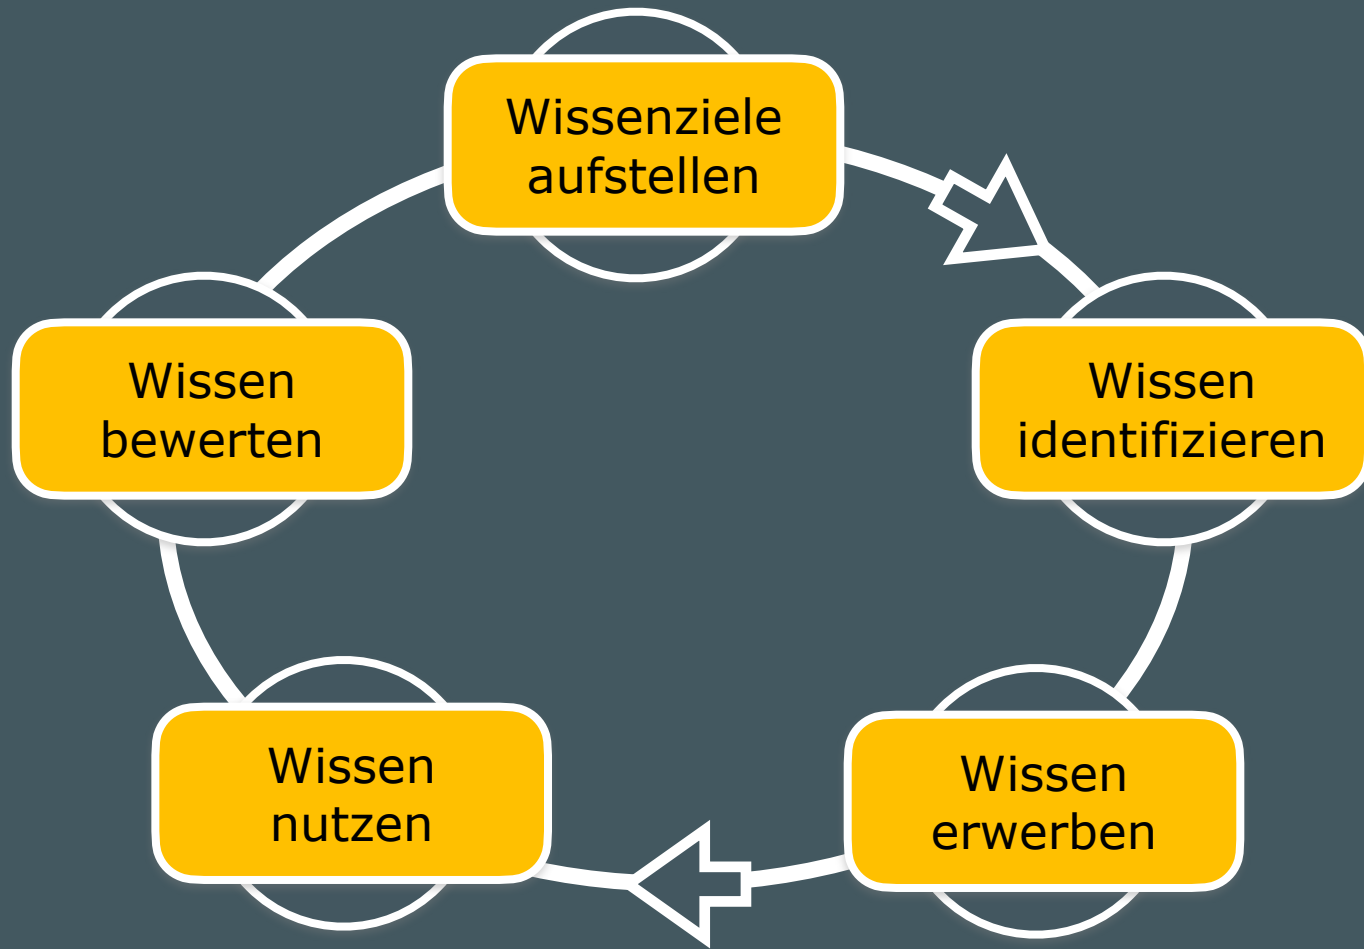 Wissenziele
aufstellen
Wissen
identifizieren
Wissen
erwerben
Wissen
nutzen
Wissen
bewerten